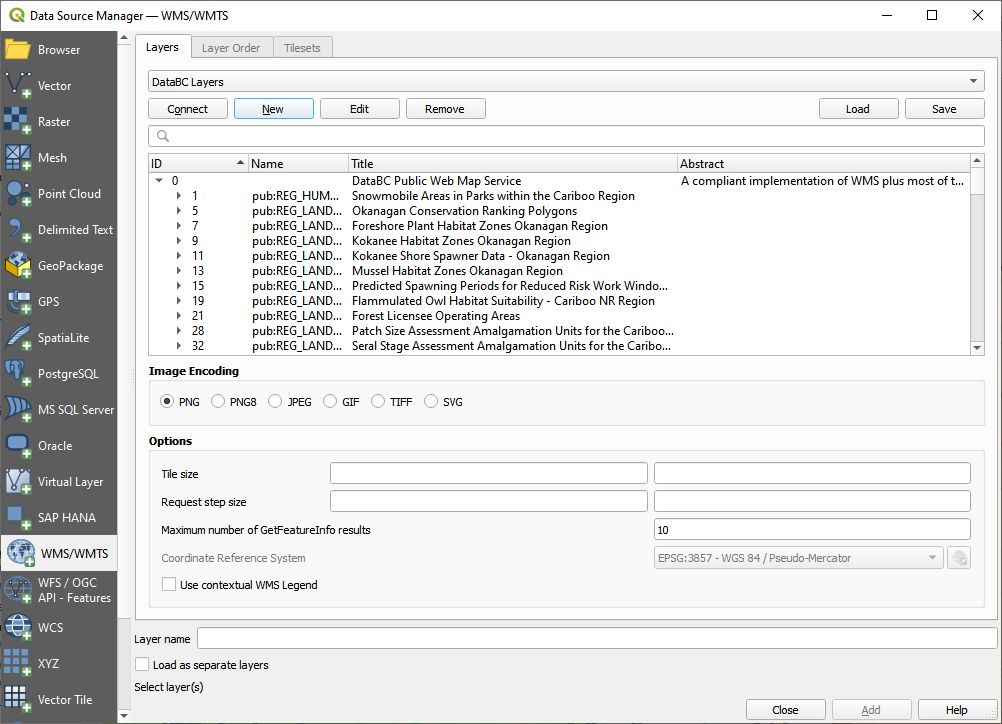 Data Source Manager — WMS/WMTS
Browser
Vector
Raster
Mesh
Point Cloud
Delimited Text
GeoPackage
GPS
SpatiaLite
PostgreSQL
MS SQL Server
Oracle
Virtual Layer
SAP HANA
WMS/WMTS
WFS / OGC
API - Features
WCS
XYZ
Vector Tile
Layers Layer Order Tilesets
DataBC Layers
Connect New Edit Remove Load Save
ID Name Title Abstract
0 DataBC Public Web Map Service A compliant implementation of WMS plus most of t...
1 pub:REG_HUM... Snowmobile Areas in Parks within the Cariboo Region
5 pub:REG_LAND... Okanagan Conservation Ranking Polygons
7 pub:REG_LAND... Foreshore Plant Habitat Zones Okanagan Region
9 pub:REG_LAND... Kokanee Habitat Zones Okanagan Region
11 pub:REG_LAND... Kokanee Shore Spawner Data - Okanagan Region
13 pub:REG_LAND... Mussel Habitat Zones Okanagan Region
15 pub:REG_LAND... Predicted Spawning Periods for Reduced Risk Work Windo...
19 pub:REG_LAND... Flammulated Owl Habitat Suitability - Cariboo NR Region
21 pub:REG_LAND... Forest Licensee Operating Areas
28 pub:REG_LAND... Patch Size Assessment Amalgamation Units for the Cariboo...
32 pub:REG_LAND... Seral Stage Assessment Amalgamation Units for the Caribo...
Image Encoding
PNG PNG8 JPEG GIF TIFF SVG
Options
Tile size
Request step size
Maximum number of GetFeatureInfo results 10
Coordinate Reference System EPSG:3857 - WGS 84 / Pseudo-Mercator
Use contextual WMS Legend
Layer name
Load as separate layers
Select layer(s)
Close Add Help